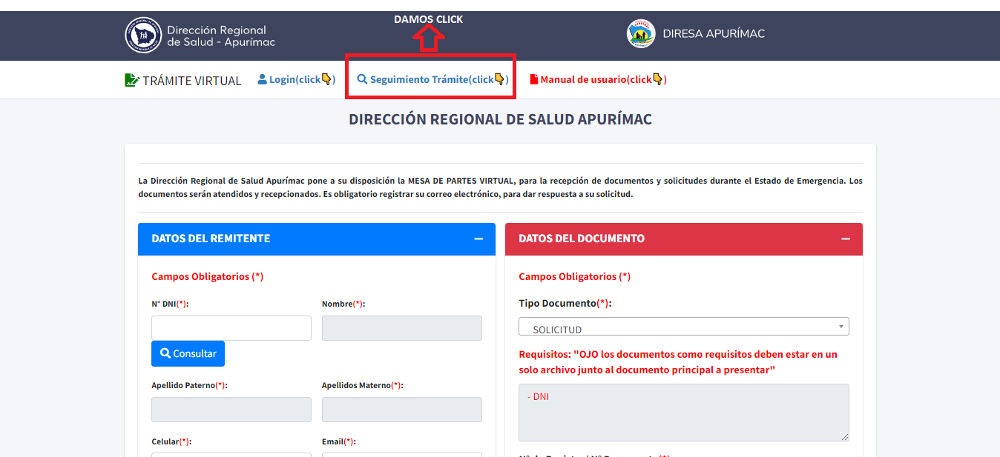 DAMOS CLICK
Dirección Regional
de Salud - Apurímac
DIRESA APURÍMAC
TRÁMITE VIRTUAL
Login(click👇)
Seguimiento Trámite(click👇)
Manual de usuario(click👇)
DIRECCIÓN REGIONAL DE SALUD APURÍMAC
La Dirección Regional de Salud Apurímac pone a su disposición la MESA DE PARTES VIRTUAL, para la recepción de documentos y solicitudes durante el Estado de Emergencia. Los
documentos serán atendidos y recepcionados. Es obligatorio registrar su correo electrónico, para dar respuesta a su solicitud.
DATOS DEL REMITENTE
Campos Obligatorios (*)
N° DNI(*):
Nombre(*):
Consultar
Apellido Paterno(*):
Apellidos Materno(*):
Celular(*):
Email(*):
DATOS DEL DOCUMENTO
Campos Obligatorios (*)
Tipo Documento(*):
SOLICITUD
Requisitos: "OJO los documentos como requisitos deben estar en un
solo archivo junto al documento principal a presentar"
- DNI